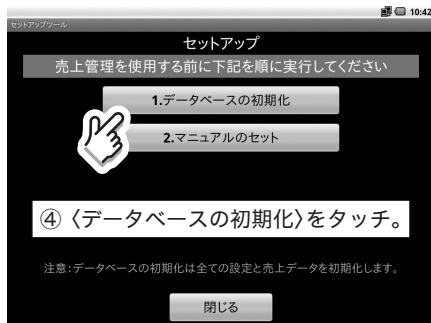 10:42
セットアップツール
セットアップ
売上管理を使用する前に下記を順に実行してください
1.データベースの初期化
2.マニュアルのセット
④〈データベースの初期化〉をタッチ。
注意:データベースの初期化は全ての設定と売上データを初期化します。
閉じる